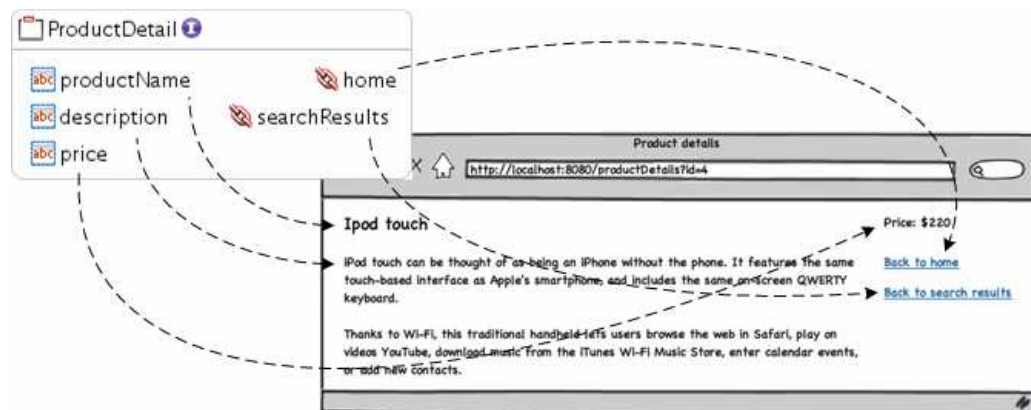 ProductDetail I
abc productName
home
abc description
searchResults
abc price
Product details
X
http://localhost:8080/productDetails?id=4
Ipod touch
Price: $220
iPod touch can be thought of as being an iPhone without the phone. It features the same
touch-based interface as Apple's smartphone, and includes the same on-screen QWERTY
keyboard.
Back to home
Back to search results
Thanks to Wi-Fi, this traditional handheld lets users browse the web in Safari, play on
videos YouTube, download music from the iTunes Wi-Fi Music Store, enter calendar events,
or add new contacts.